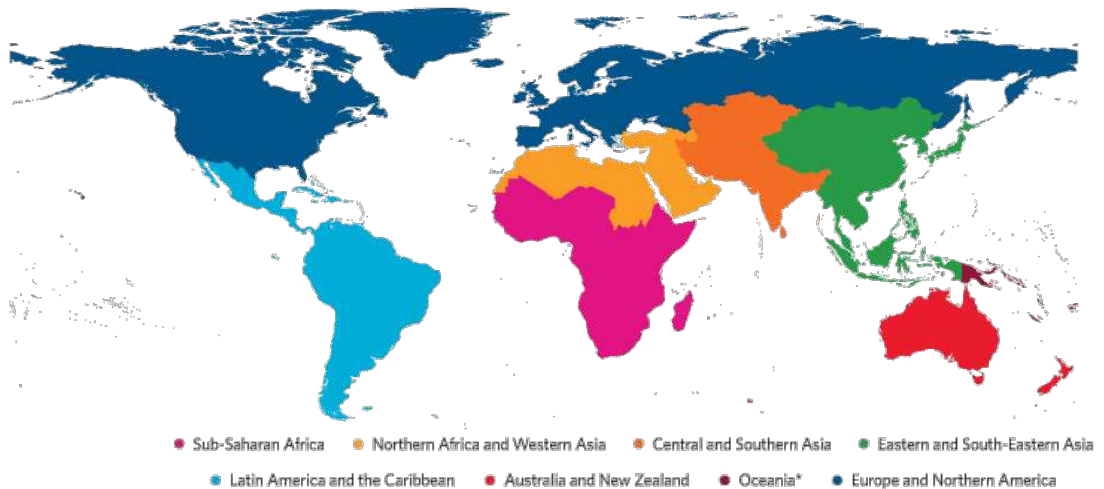 Sub-Saharan Africa Northern Africa and Western Asia Central and Southern Asia Eastern and South-Eastern Asia
Latin America and the Caribbean Australia and New Zealand Oceania* Europe and Northern America